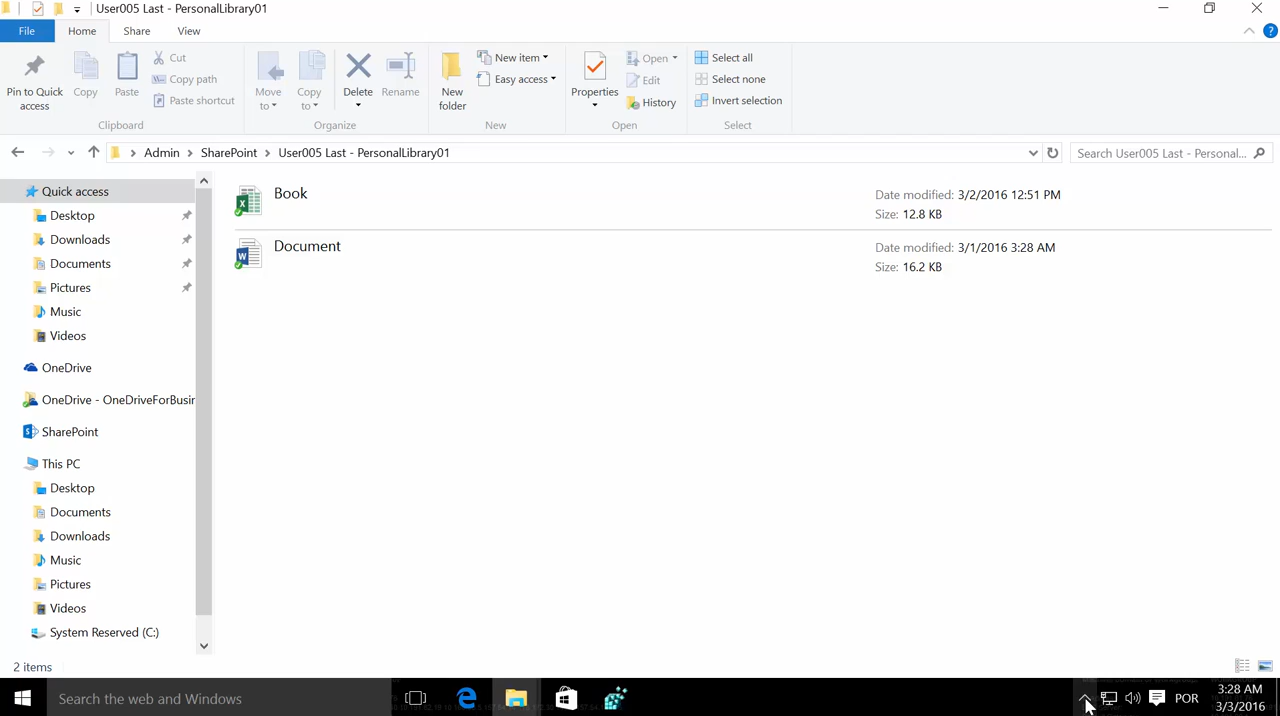 User005 Last - PersonalLibrary01
File Home Share View
Pin to Quick access
Copy
Paste
Cut
Copy path
Paste shortcut
Clipboard
Move to
Copy to
Delete
Rename
Organize
New folder
New item
Easy access
New
Properties
Open
Edit
History
Open
Select all
Select none
Invert selection
Select
Admin SharePoint User005 Last - PersonalLibrary01
Search User005 Last - Personal...
Quick access
Desktop
Downloads
Documents
Pictures
Music
Videos
OneDrive
OneDrive - OneDriveForBusir
SharePoint
This PC
Desktop
Documents
Downloads
Music
Pictures
Videos
System Reserved (C:)
Book
Date modified: 3/2/2016 12:51 PM
Size: 12.8 KB
Document
Date modified: 3/1/2016 3:28 AM
Size: 16.2 KB
2 items
Search the web and Windows
POR
3:28 AM
3/3/2016